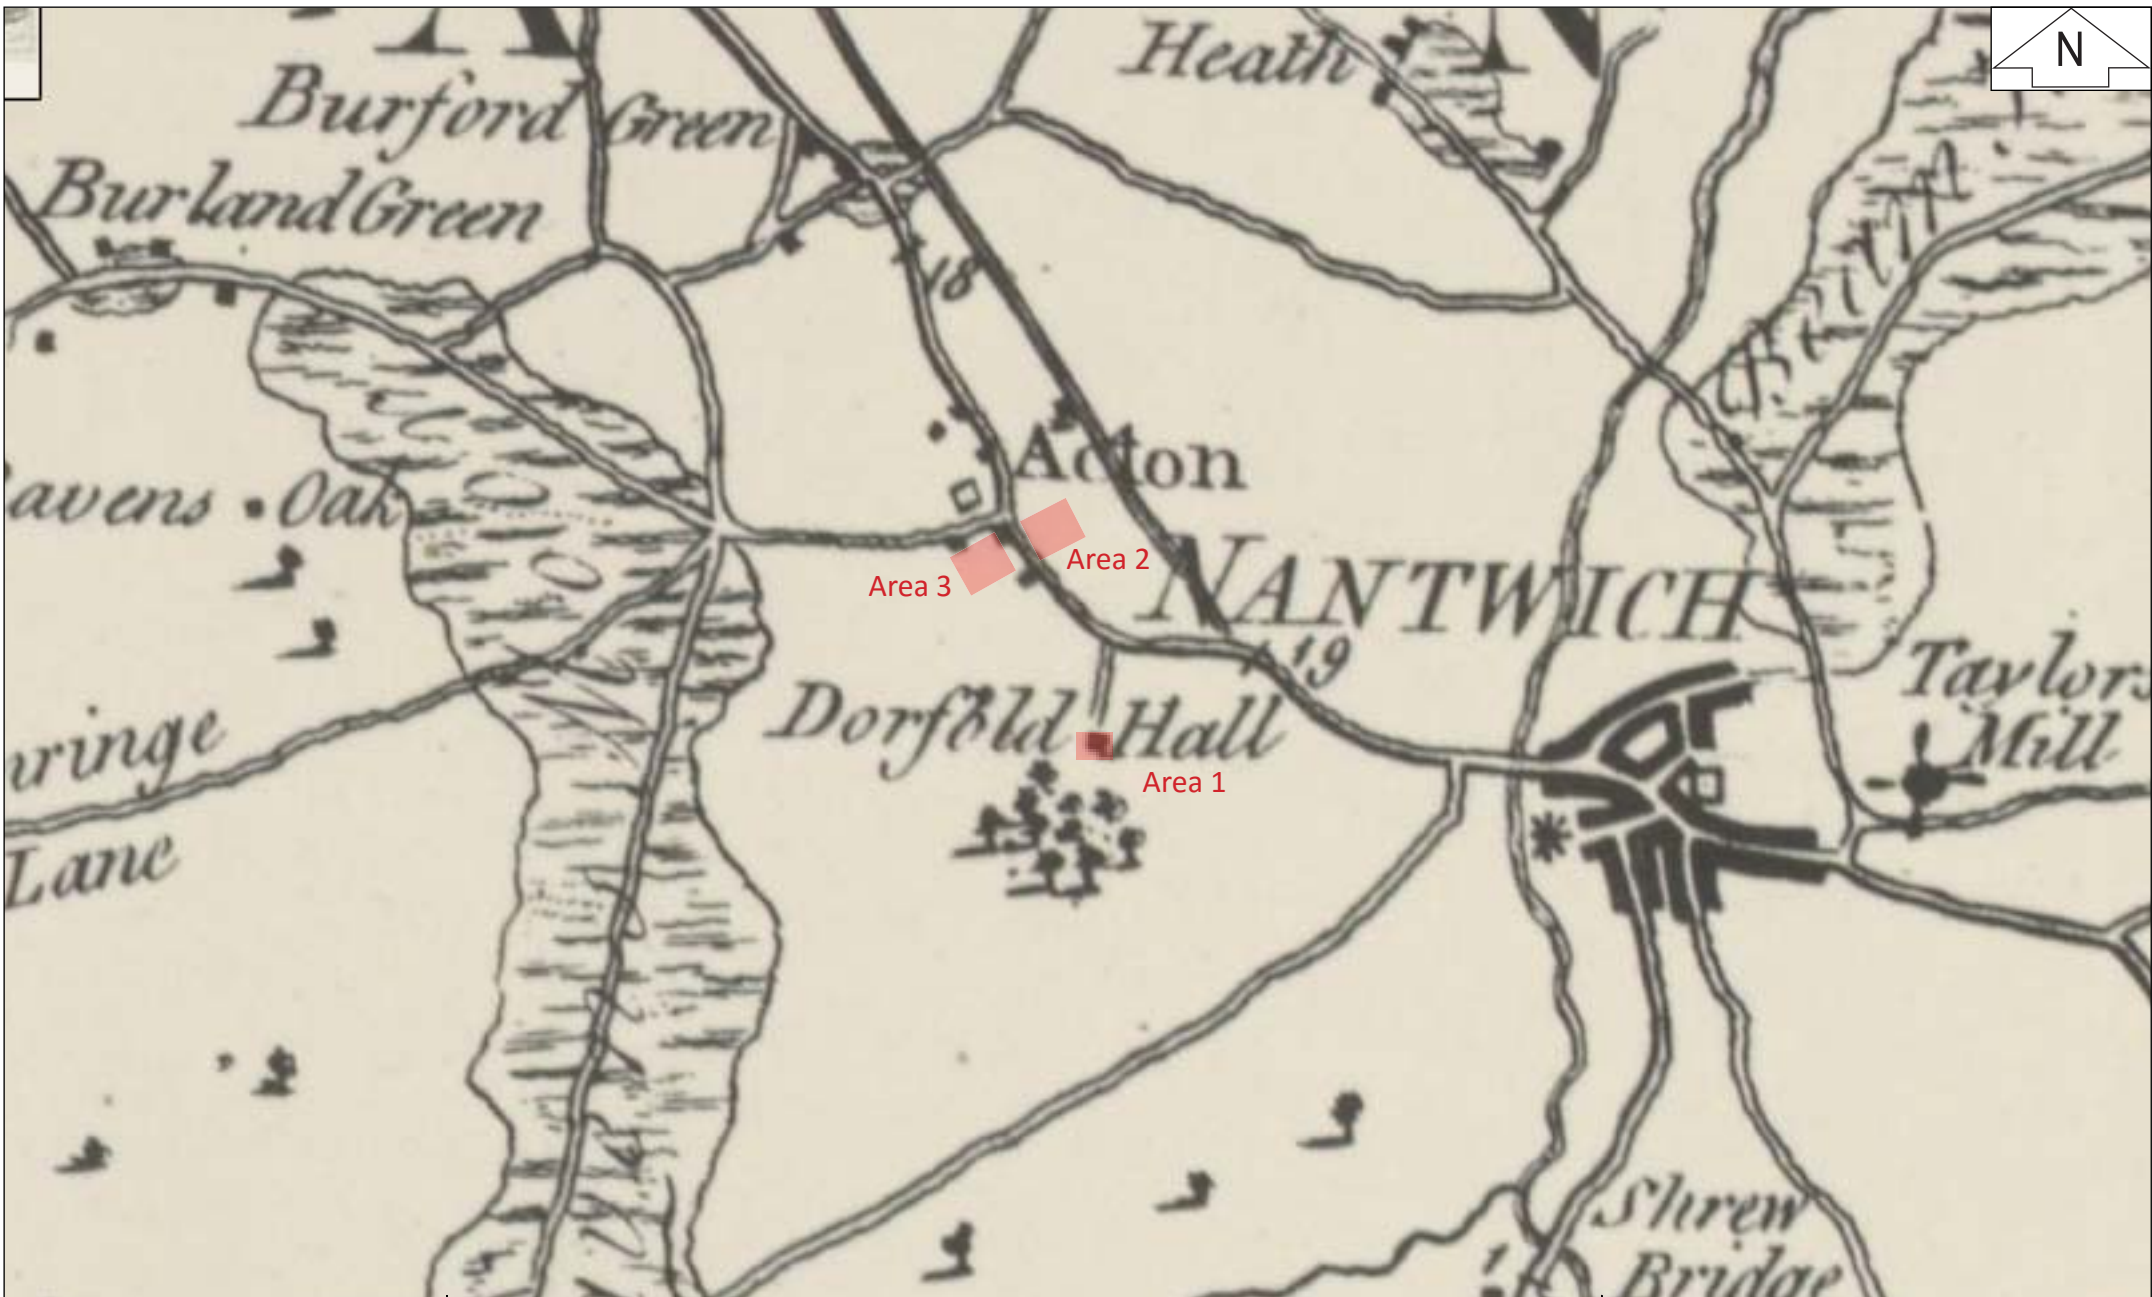 N
Heath
Burford Green
Burland Green
18
Acton
avens Oak
Area 2
Area 3
NANTWICH
19
Taylors
Mill
Dorfold Hall
Area 1
uringe
Lane
Shrew
Bridge